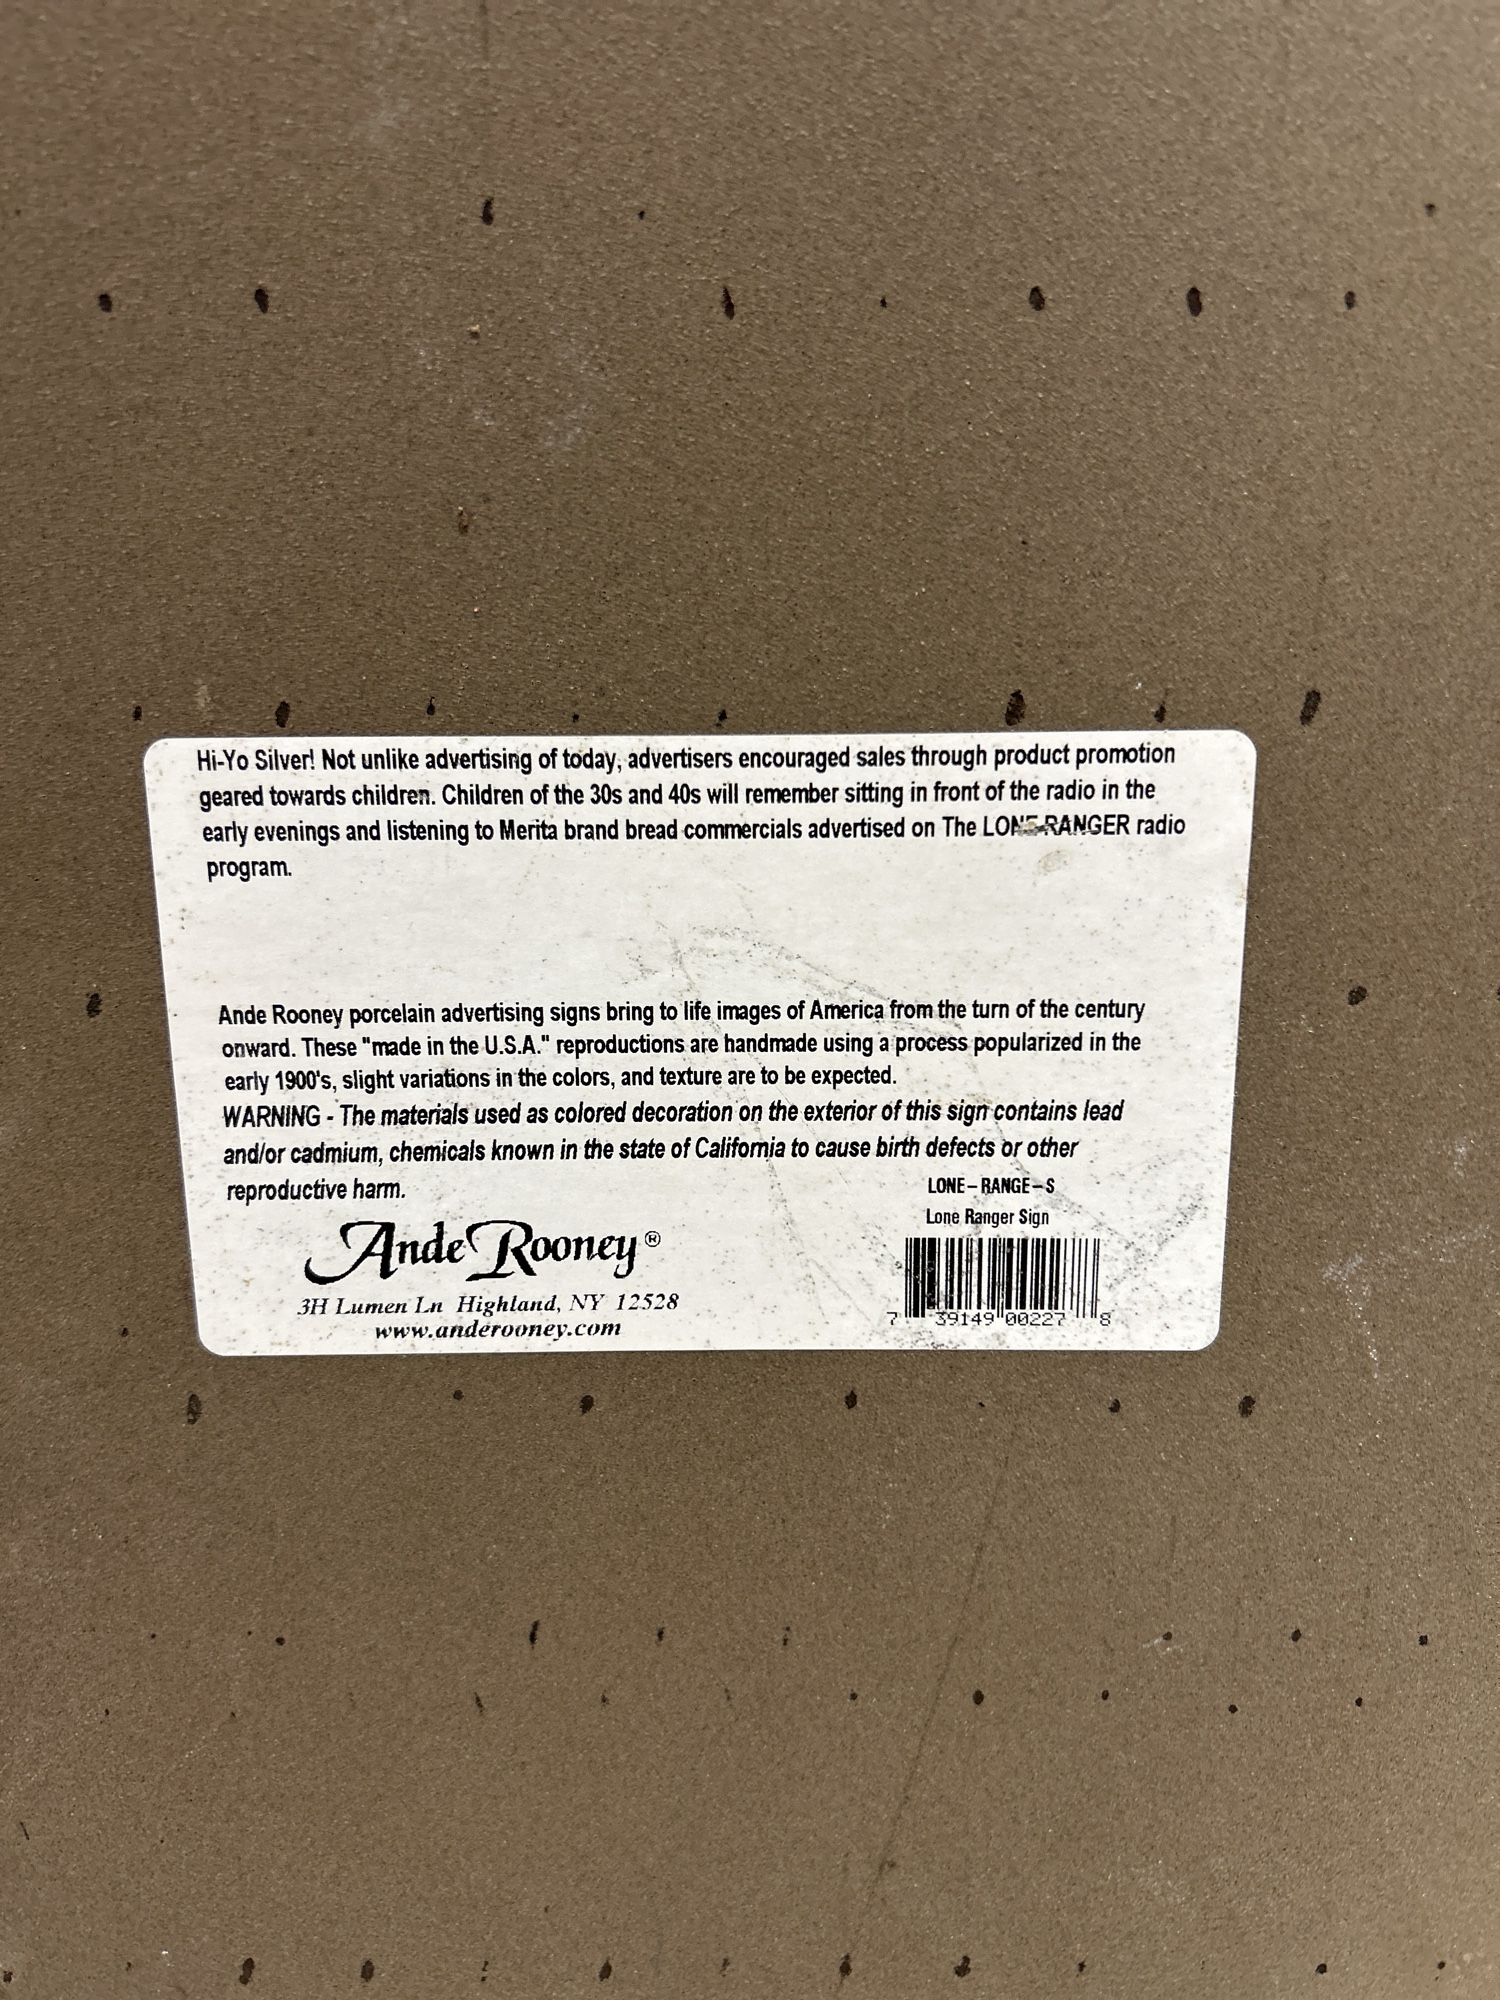 Hi-Yo Silver! Not unlike advertising of today, advertisers encouraged sales through product promotion
geared towards children. Children of the 30s and 40s will remember sitting in front of the radio in the
early evenings and listening to Merita brand bread commercials advertised on The LONE RANGER radio
program.
Ande Rooney porcelain advertising signs bring to life images of America from the turn of the century
onward. These "made in the U.S.A." reproductions are handmade using a process popularized in the
early 1900's, slight variations in the colors, and texture are to be expected.
WARNING - The materials used as colored decoration on the exterior of this sign contains lead
and/or cadmium, chemicals known in the state of California to cause birth defects or other
reproductive harm.
Ande Rooney®
3H Lumen Ln Highland, NY 12528
www.anderooney.com
LONE-RANGE-S
Lone Ranger Sign
7 39149 00227 8